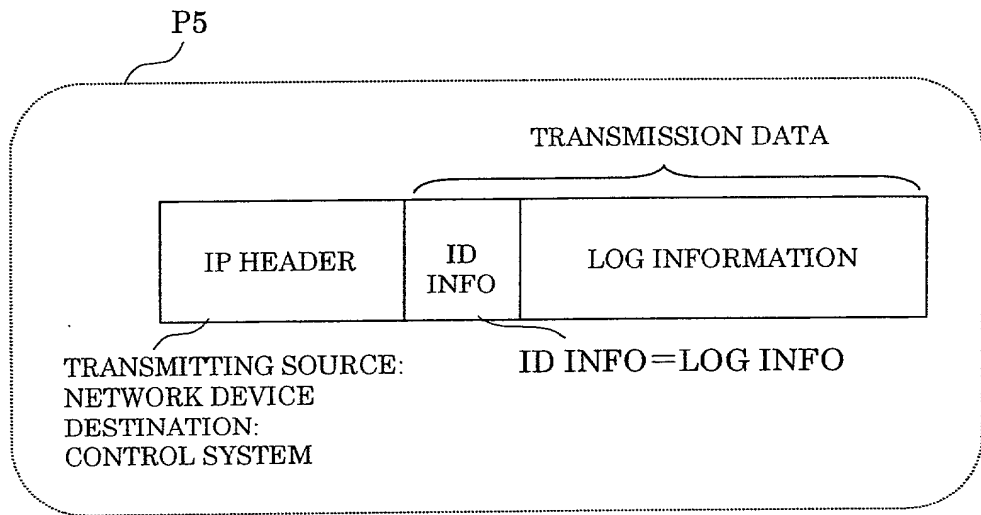 P5
TRANSMISSION DATA
IP HEADER
ID
INFO
LOG INFORMATION
TRANSMITTING SOURCE:
NETWORK DEVICE
DESTINATION:
CONTROL SYSTEM
ID INFO=LOG INFO